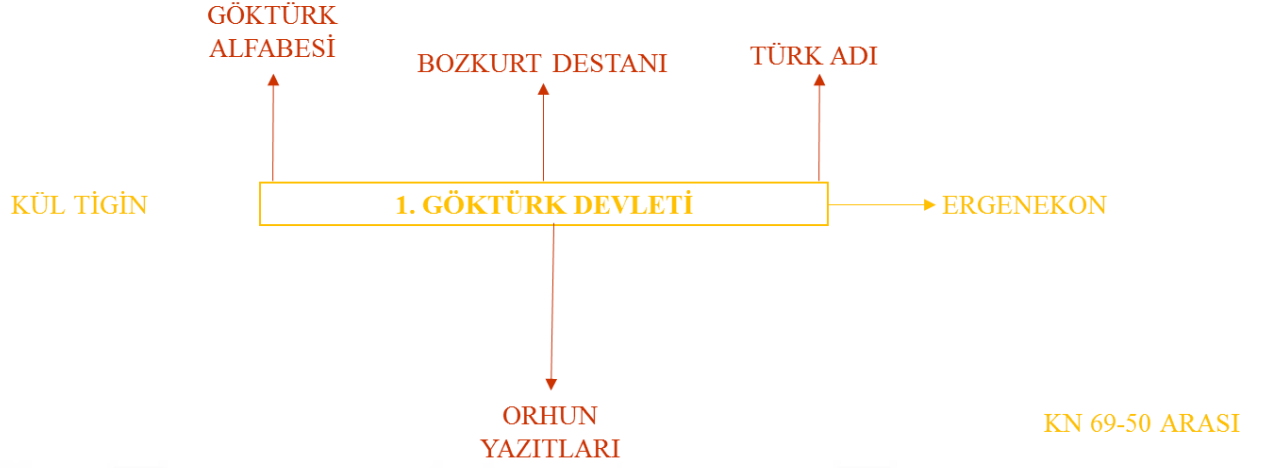 GÖKTÜRK
ALFABESİ
BOZKURT DESTANI
TÜRK ADI
KÜL TİGİN
1. GÖKTÜRK DEVLETİ
ERGENEKON
ORHUN
YAZITLARI
KN 69-50 ARASI